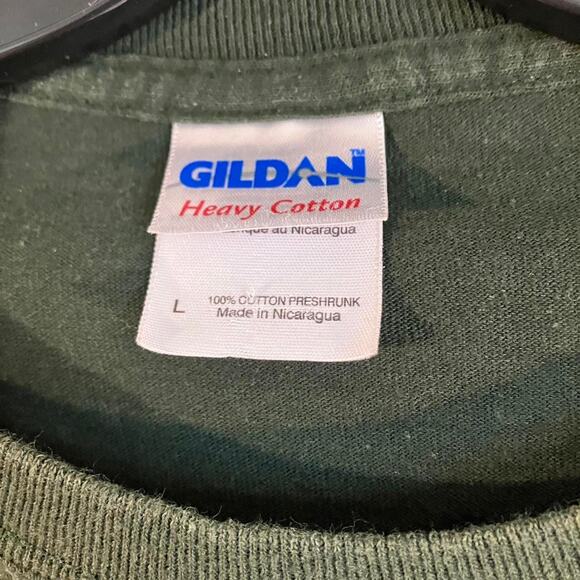 GILDAN™
Heavy Cotton
au Nicaragua
L
100% COTTON PRESHRUNK
Made in Nicaragua